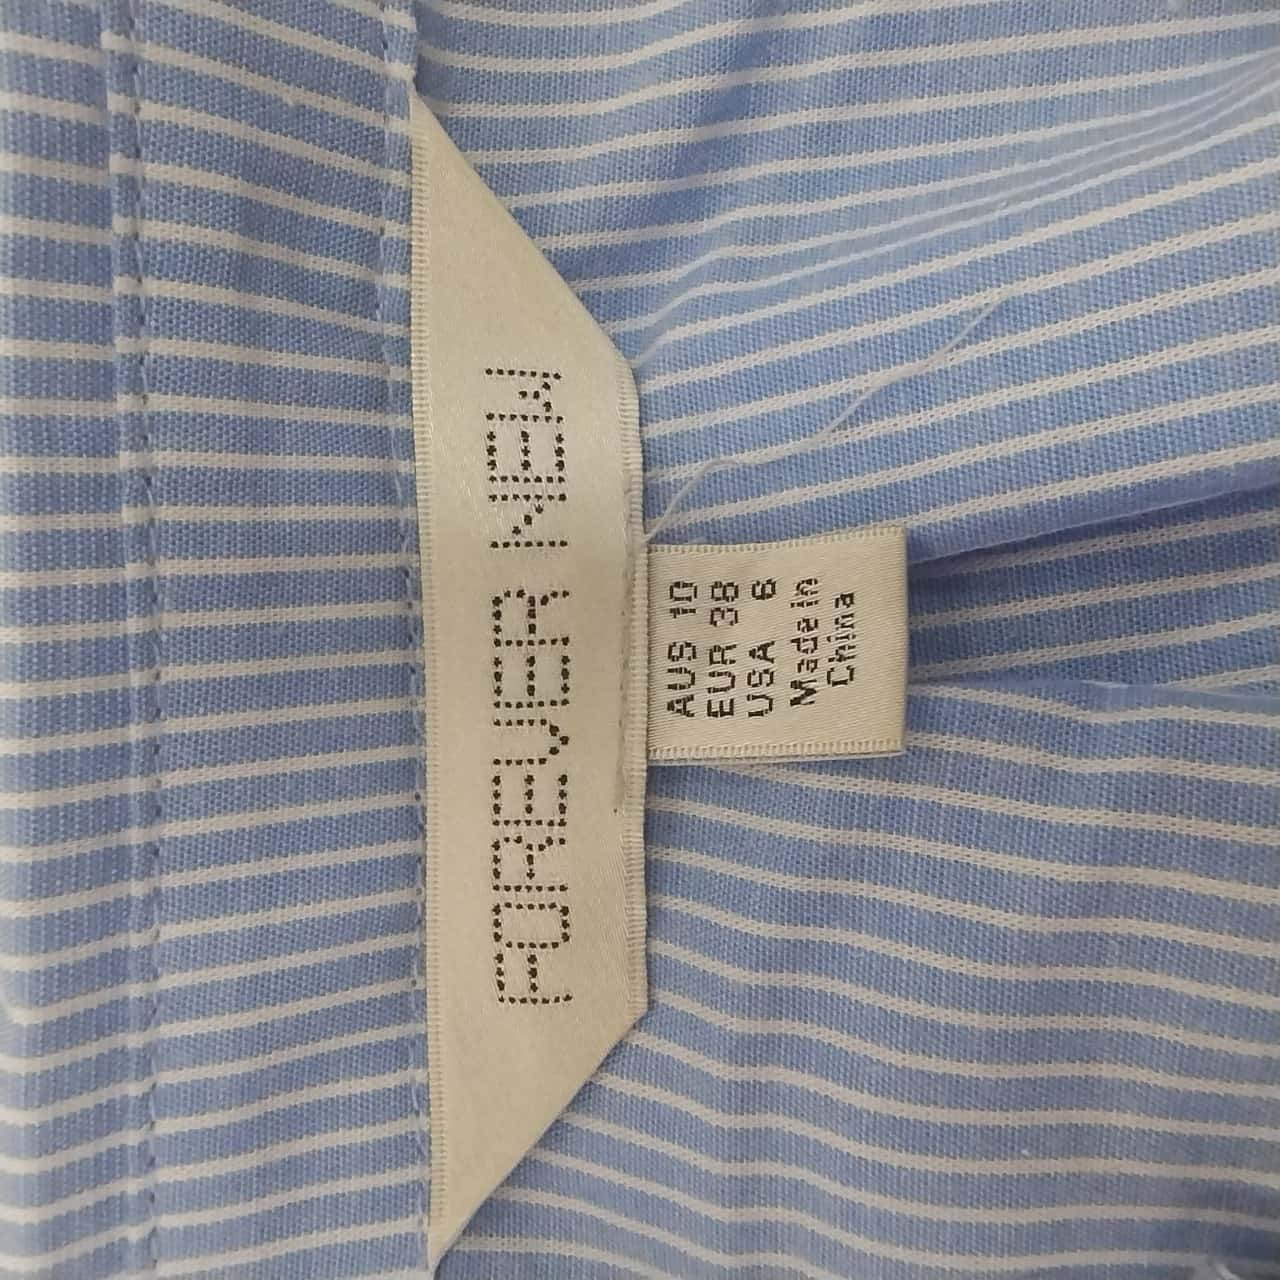 FOREVER NEW
AUS 10
EUR 38
USA 6
Made in
China